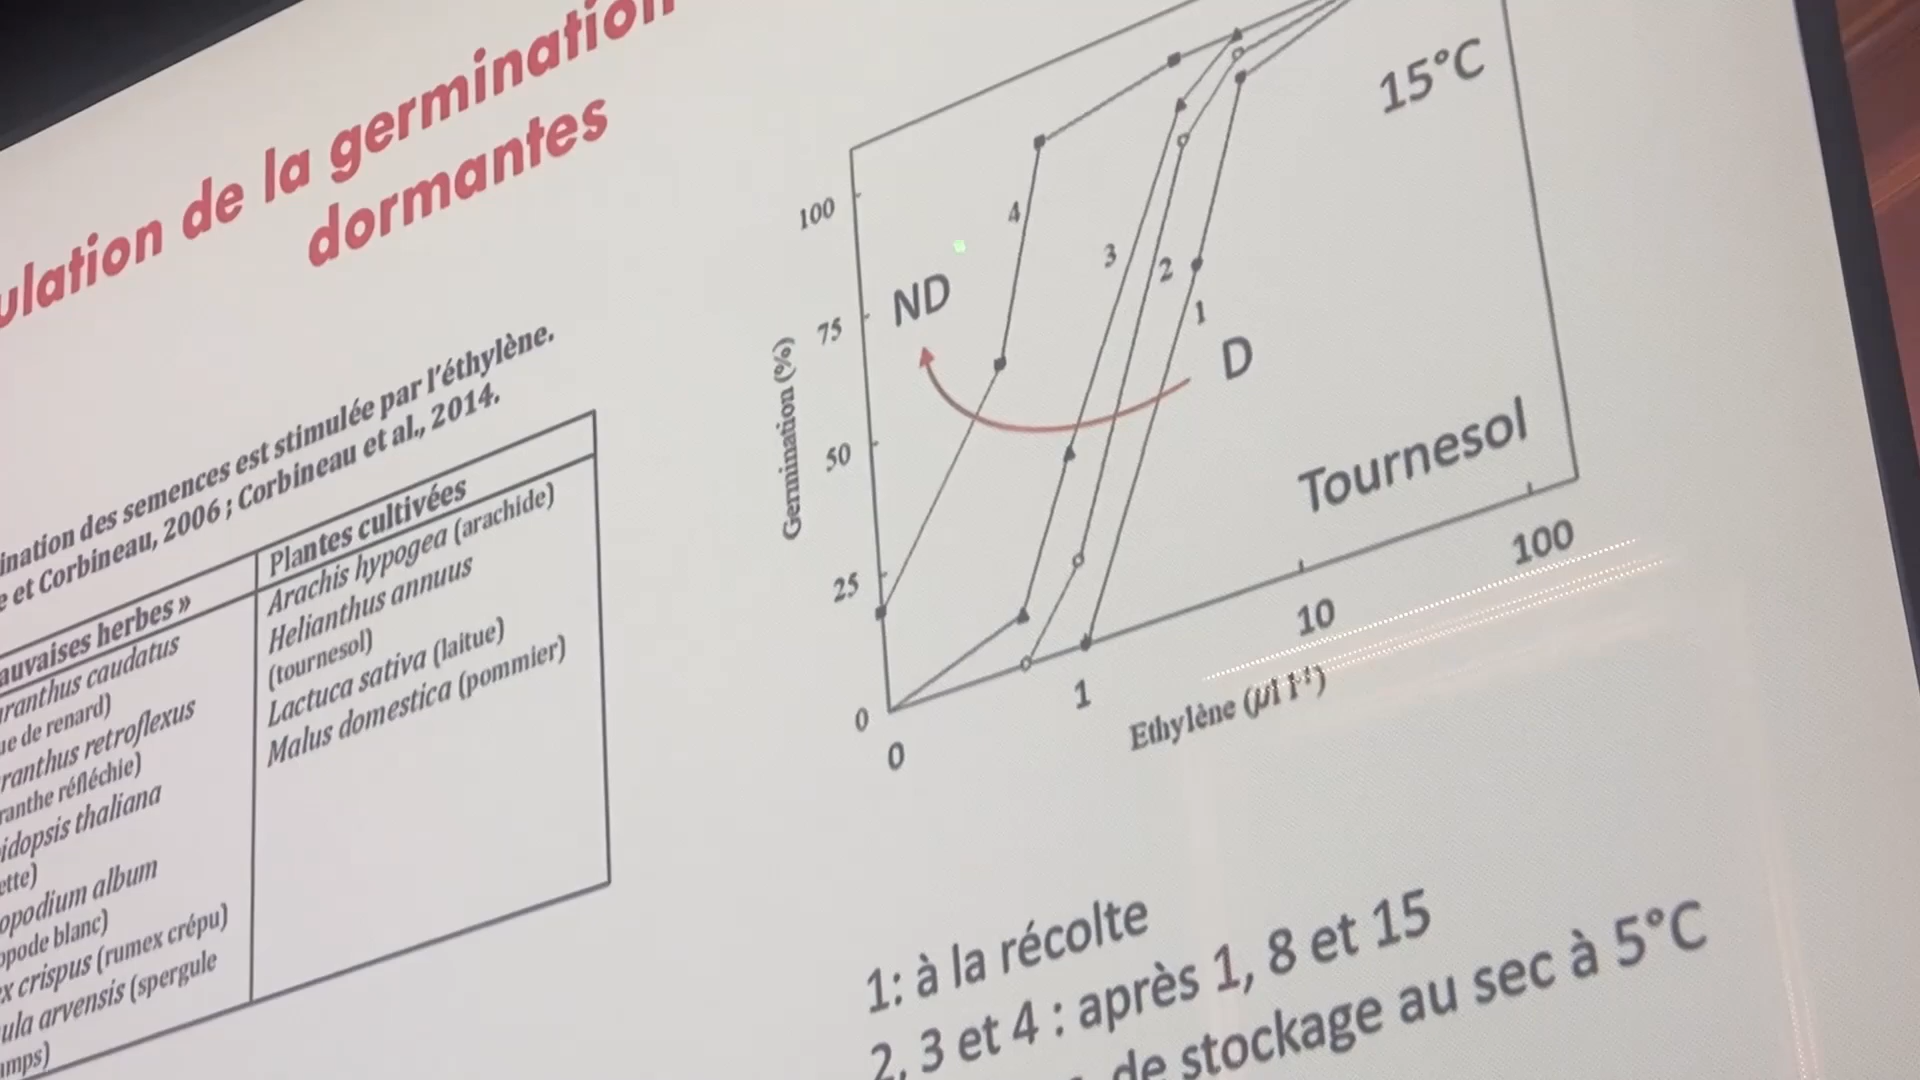 ulation de la germination
dormantes
ination des semences est stimulée par l'éthylène.
e et Corbineau, 2006 ; Corbineau et al., 2014.
auvaises herbes »
Plantes cultivées
ranthus caudatus
ue de renard)
ranthus retroflexus
ranthe réfléchie)
idopsis thaliana
ette)
opodium album
opode blanc)
x crispus (rumex crépu)
ula arvensis (spergule
mps)
Arachis hypogea (arachide)
Helianthus annuus
(tournesol)
Lactuca sativa (laitue)
Malus domestica (pommier)
15°C
100
75
50
25
0
Germination (%)
ND
4
3
2
1
D
Tournesol
0
1
10
100
Ethylène (µl l-1)
1: à la récolte
2, 3 et 4 : après 1, 8 et 15
de stockage au sec à 5°C